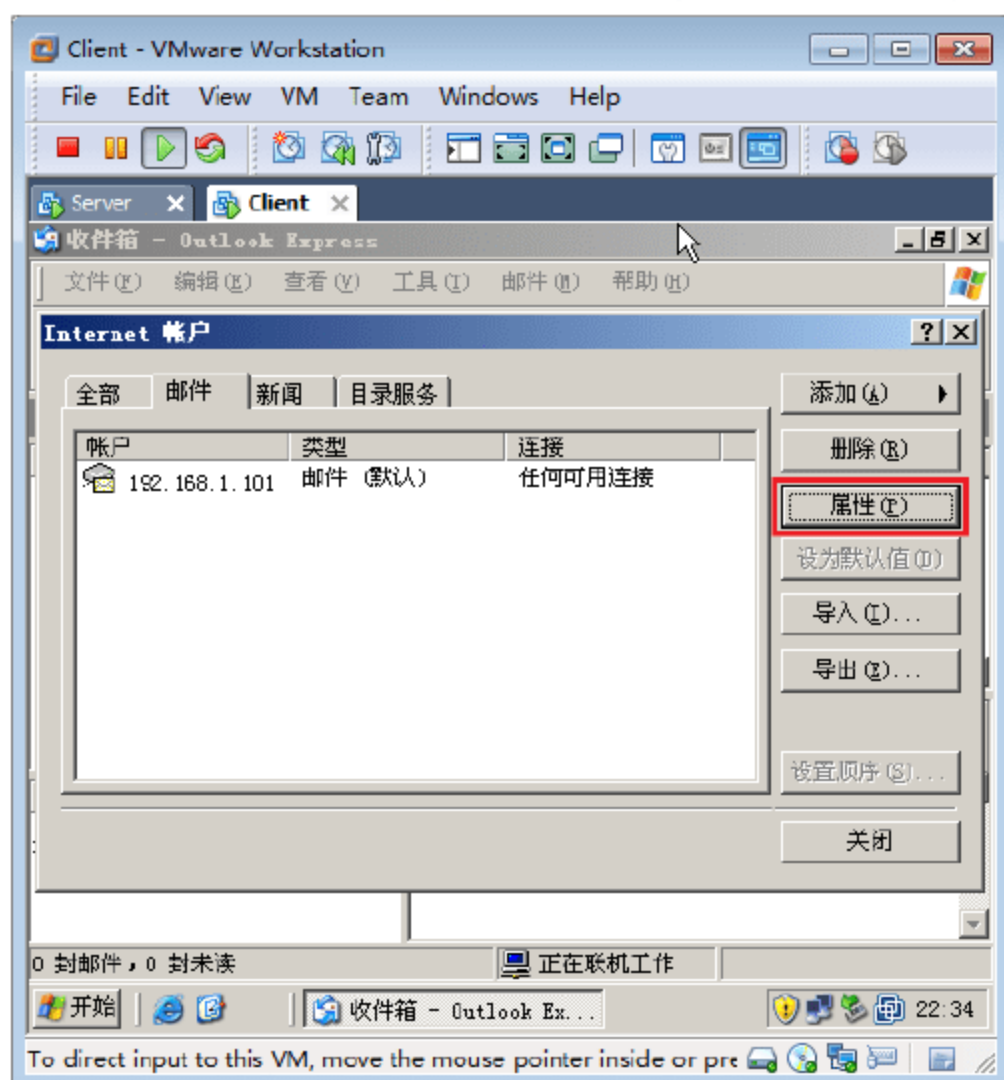 Client - VMware Workstation
File Edit View VM Team Windows Help
Server Client
收件箱 - Outlook Express
文件(F) 编辑(E) 查看(V) 工具(T) 邮件(M) 帮助(H)
Internet 帐户
全部 邮件 新闻 目录服务 添加(A)
帐户 类型 连接 删除(R)
192.168.1.101 邮件 (默认) 任何可用连接
属性(P)
设为默认值(D)
导入(I)...
导出(E)...
设置顺序(S)...
关闭
0 封邮件，0 封未读 正在联机工作
开始 收件箱 - Outlook Ex... 22:34
To direct input to this VM, move the mouse pointer inside or pre